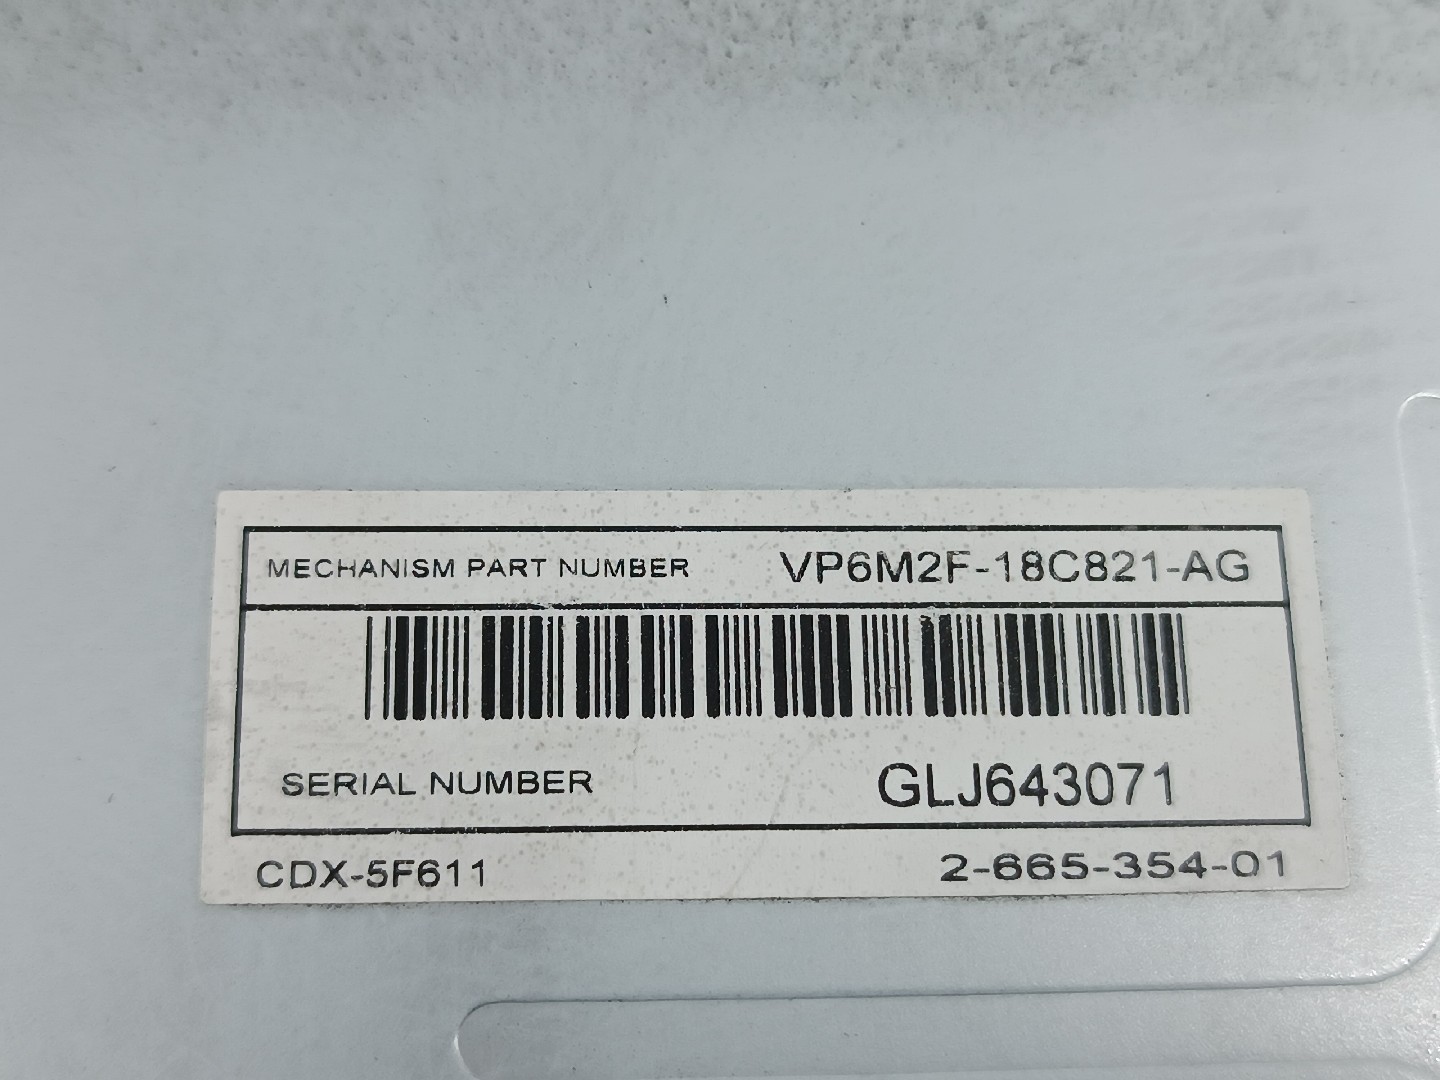 MECHANISM PART NUMBER VP6M2F-18C821-AG
SERIAL NUMBER GLJ643071
CDX-5F611 2-665-354-01